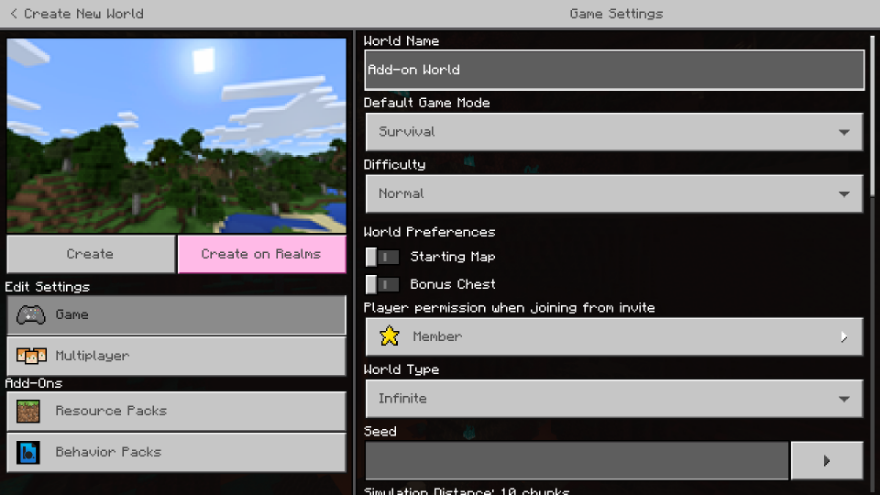 Create New World
Game Settings
World Name
Add-on World
Default Game Mode
Survival
Difficulty
Normal
World Preferences
Starting Map
Bonus Chest
Player permission when joining from invite
Member
World Type
Infinite
Seed
Simulation Distance: 10 chunks
Create
Create on Realms
Edit Settings
Game
Multiplayer
Add-Ons
Resource Packs
Behavior Packs